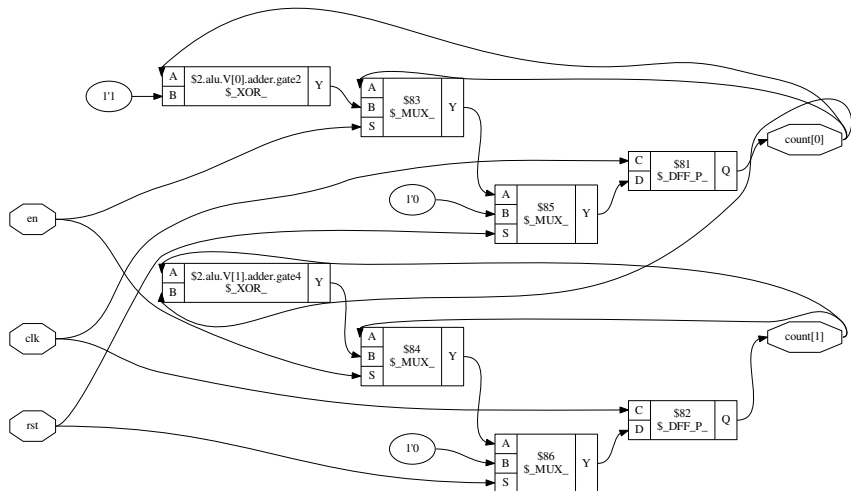 A $2.alu.V[0].adder.gate2 Y
B $_XOR_
1'1
A $83 Y
B $_MUX_
S
count[0]
C $81 Q
D $_DFF_P_
A $85 Y
1'0 B $_MUX_
S
en
A $2.alu.V[1].adder.gate4 Y
B $_XOR_
clk
A $84 Y
B $_MUX_
S
count[1]
C $82 Q
D $_DFF_P_
rst
A $86 Y
1'0 B $_MUX_
S